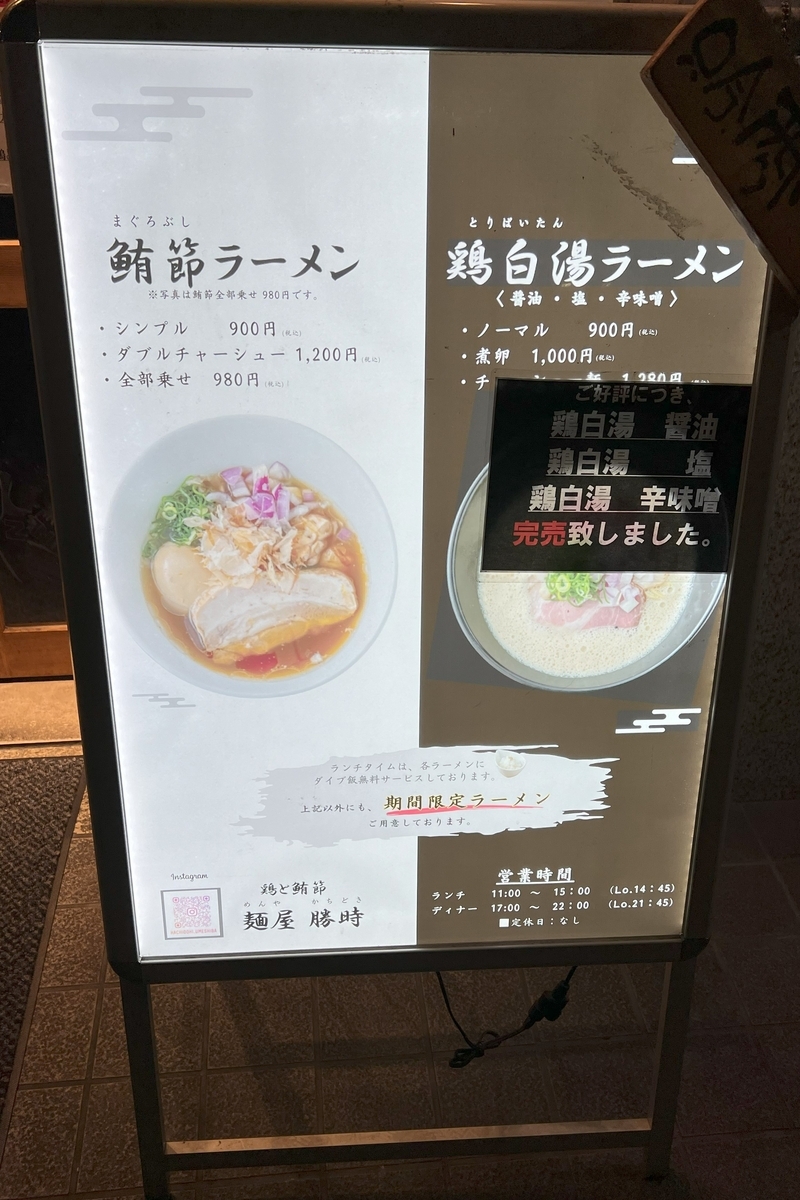 まぐろぶし
鮪節ラーメン
※写真は鮪節全部乗せ 980円です。
・シンプル 900円(税込)
・ダブルチャーシュー 1,200円(税込)
・全部乗せ 980円(税込)
とりぱいたん
鶏白湯ラーメン
〈醤油・塩・辛味噌〉
・ノーマル 900円(税込)
・煮卵 1,000円(税込)
1,280円
ご好評につき、
鶏白湯 醤油
鶏白湯 塩
鶏白湯 辛味噌
完売致しました。
ランチタイムは、各ラーメンに
ダイブ飯無料サービスしております。
上記以外にも、期間限定ラーメン
ご用意しております。
Instagram
鶏と鮪節
めんや かちどき
麺屋 勝時
営業時間
ランチ 11:00 ～ 15:00 (Lo.14:45)
ディナー 17:00 ～ 22:00 (Lo.21:45)
■定休日:なし